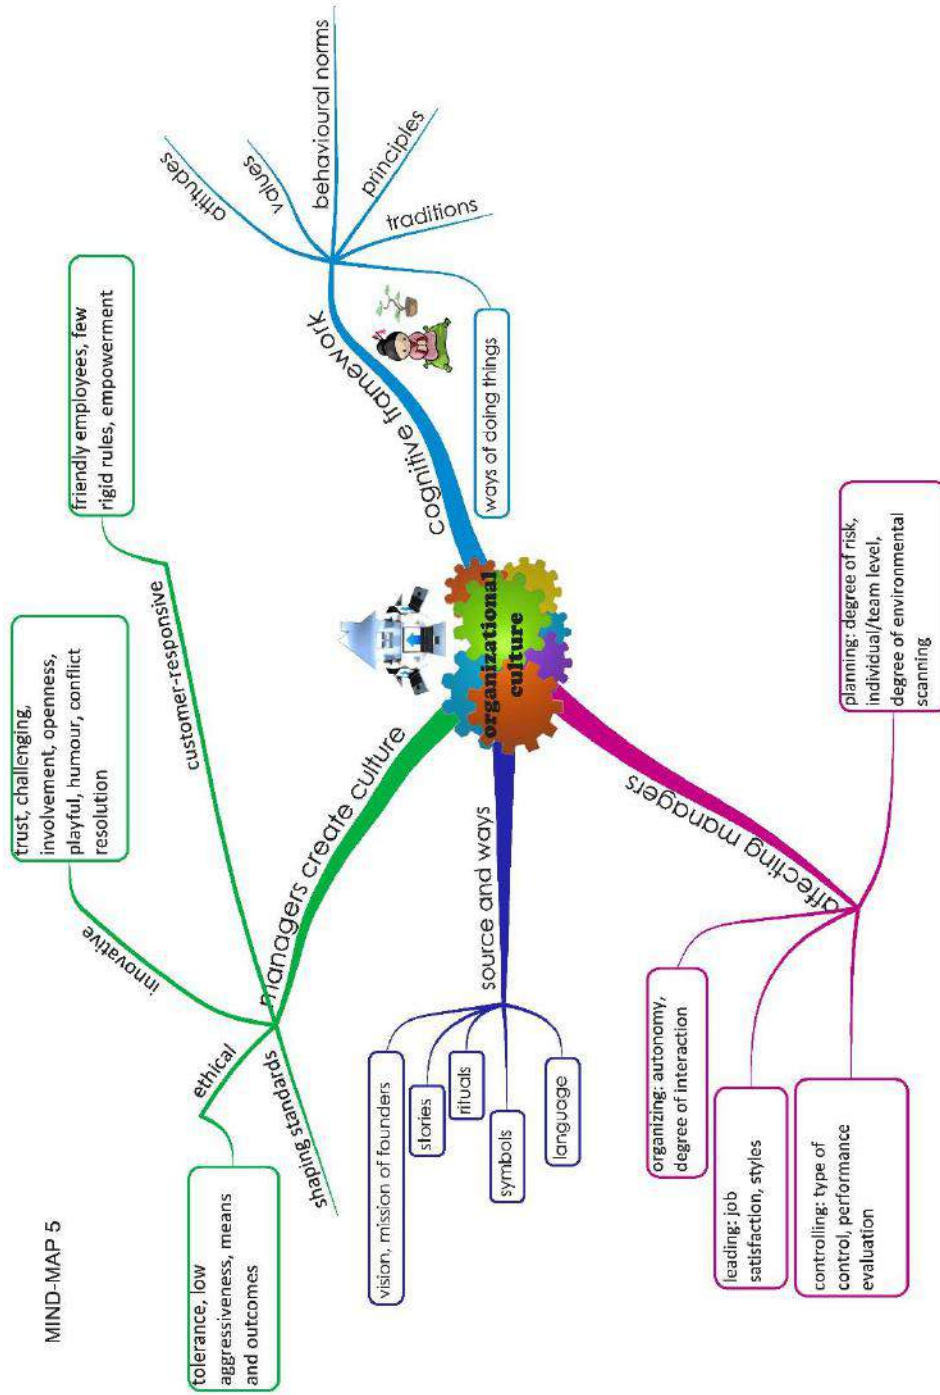 MIND-MAP 5
tolerance, low
aggressiveness, means
and outcomes
ethical
shaping standards
innovative
trust, challenging,
involvement, openness,
playful, humour, conflict
resolution
customer-responsive
friendly employees, few
rigid rules, empowerment
managers create culture
organizational
culture
cognitive framework
attitudes
values
behavioural norms
principles
traditions
ways of doing things
source and ways
vision, mission of founders
stories
rituals
symbols
language
affecting managers
organizing: autonomy,
degree of interaction
leading: job
satisfaction, styles
controlling: type of
control, performance
evaluation
planning: degree of risk,
individual/team level,
degree of environmental
scanning